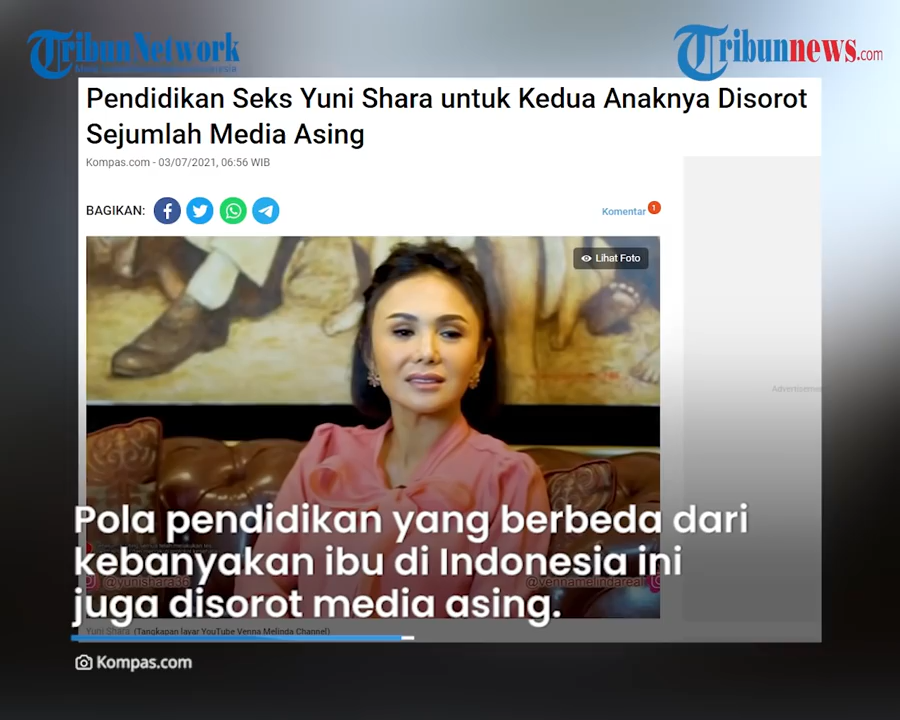 Tribun Network
Tribunnews.com
Pendidikan Seks Yuni Shara untuk Kedua Anaknya Disorot
Sejumlah Media Asing
Kompas.com - 03/07/2021, 06:56 WIB
BAGIKAN:
Komentar 1
Lihat Foto
Advertisement
Pola pendidikan yang berbeda dari
kebanyakan ibu di Indonesia ini
@yunishara36
@vennamelindareal
juga disorot media asing.
Yuni Shara (Tangkapan layar YouTube Venna Melinda Channel)
Kompas.com